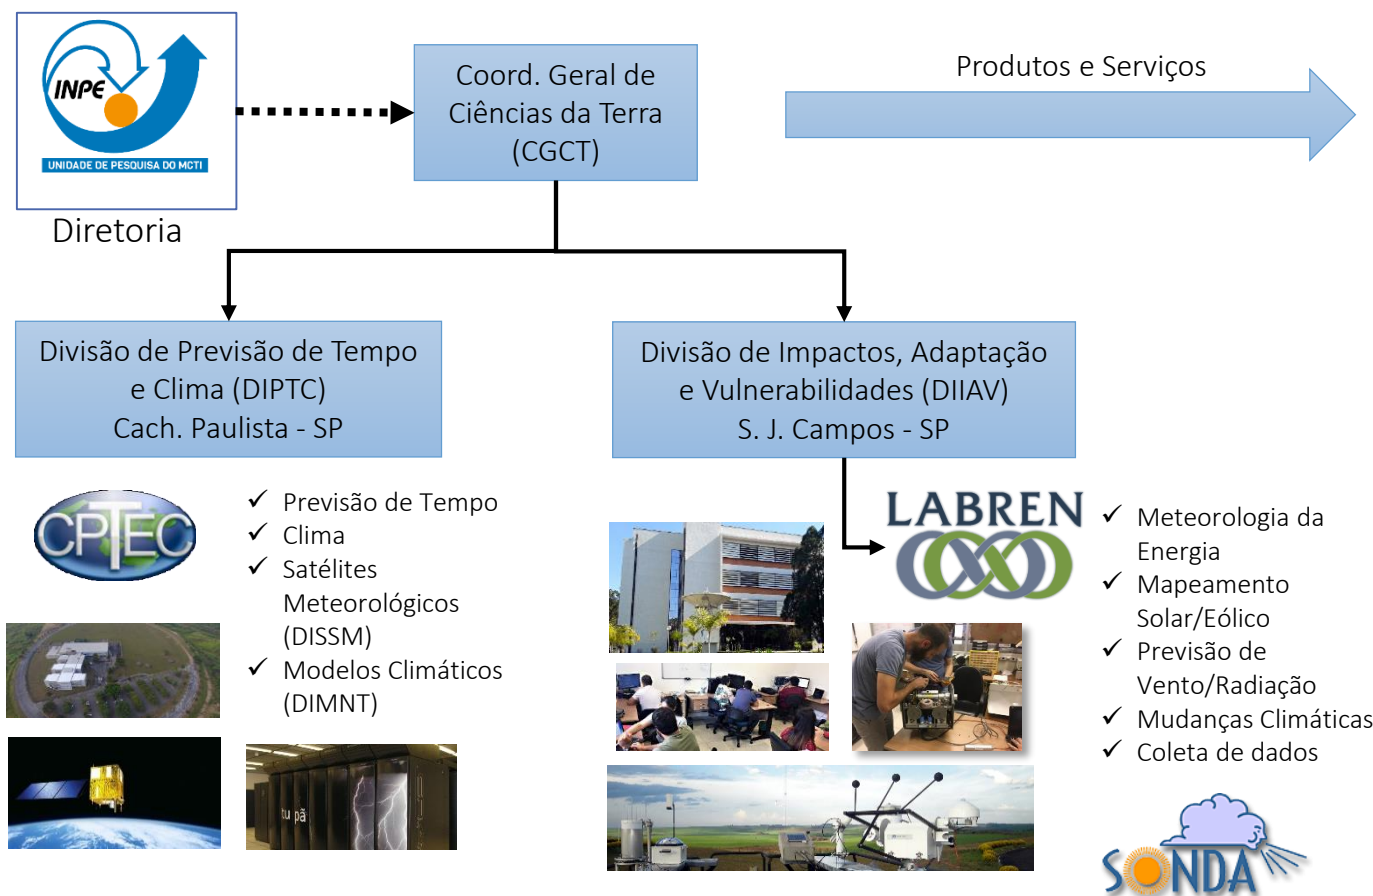 INPE
UNIDADE DE PESQUISA DO MCTI
Diretoria
Coord. Geral de
Ciências da Terra
(CGCT)
Produtos e Serviços
Divisão de Previsão de Tempo
e Clima (DIPTC)
Cach. Paulista - SP
Divisão de Impactos, Adaptação
e Vulnerabilidades (DIIAV)
S. J. Campos - SP
CPTEC
✓ Previsão de Tempo
✓ Clima
✓ Satélites
Meteorológicos
(DISSM)
✓ Modelos Climáticos
(DIMNT)
tupã
LABREN
✓ Meteorologia da
Energia
✓ Mapeamento
Solar/Eólico
✓ Previsão de
Vento/Radiação
✓ Mudanças Climáticas
✓ Coleta de dados
SONDA